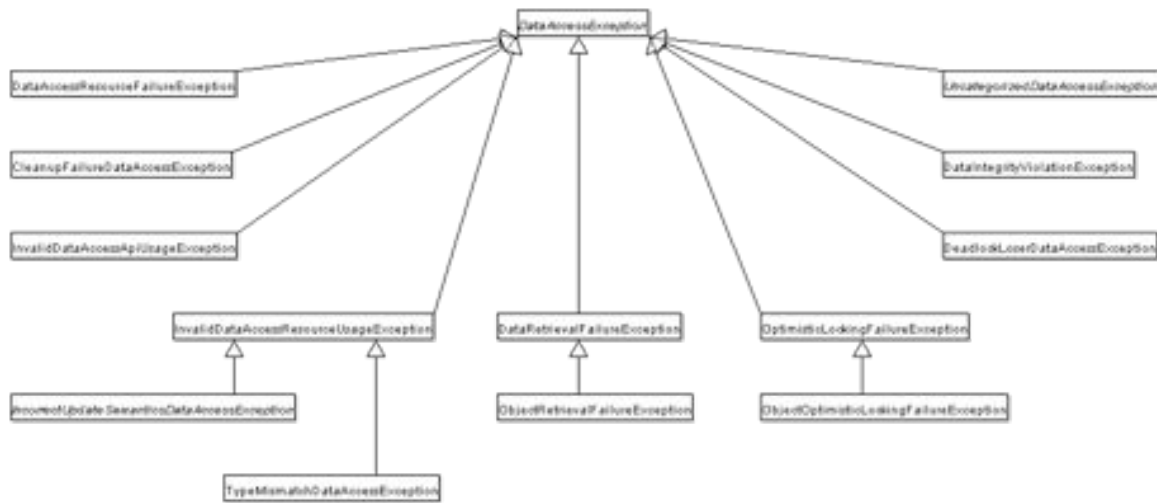 DataAccessException
DataAccessResourceFailureException
UncategorizedDataAccessException
CleanupFailureDataAccessException
DataIntegrityViolationException
InvalidDataAccessApiUsageException
DeadlockLoserDataAccessException
InvalidDataAccessResourceUsageException
DataRetrievalFailureException
OptimisticLockingFailureException
IncorrectUpdateSemanticsDataAccessException
ObjectRetrievalFailureException
ObjectOptimisticLockingFailureException
TypeMismatchDataAccessException